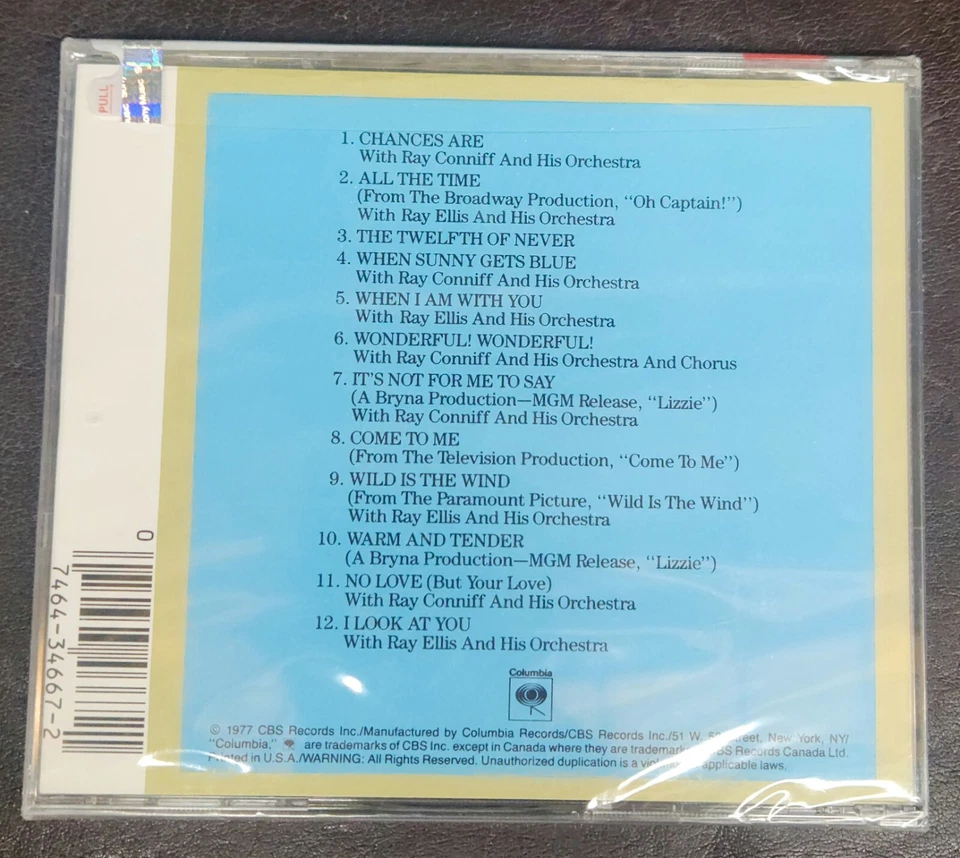 PULL
1. CHANCES ARE
With Ray Conniff And His Orchestra
2. ALL THE TIME
(From The Broadway Production, “Oh Captain!”)
With Ray Ellis And His Orchestra
3. THE TWELFTH OF NEVER
4. WHEN SUNNY GETS BLUE
With Ray Conniff And His Orchestra
5. WHEN I AM WITH YOU
With Ray Ellis And His Orchestra
6. WONDERFUL! WONDERFUL!
With Ray Conniff And His Orchestra And Chorus
7. IT’S NOT FOR ME TO SAY
(A Bryna Production—MGM Release, “Lizzie”)
With Ray Conniff And His Orchestra
8. COME TO ME
(From The Television Production, “Come To Me”)
9. WILD IS THE WIND
(From The Paramount Picture, “Wild Is The Wind”)
With Ray Ellis And His Orchestra
10. WARM AND TENDER
(A Bryna Production—MGM Release, “Lizzie”)
11. NO LOVE (But Your Love)
With Ray Conniff And His Orchestra
12. I LOOK AT YOU
With Ray Ellis And His Orchestra
Columbia
© 1977 CBS Records Inc./Manufactured by Columbia Records/CBS Records Inc./51 W. New York, NY/
“Columbia,” are trademarks of CBS Inc. except in Canada where they are CBS Records Canada Ltd.
in U.S.A./WARNING: All Rights Reserved. Unauthorized duplication is a applicable laws.
0 7464-34667-2